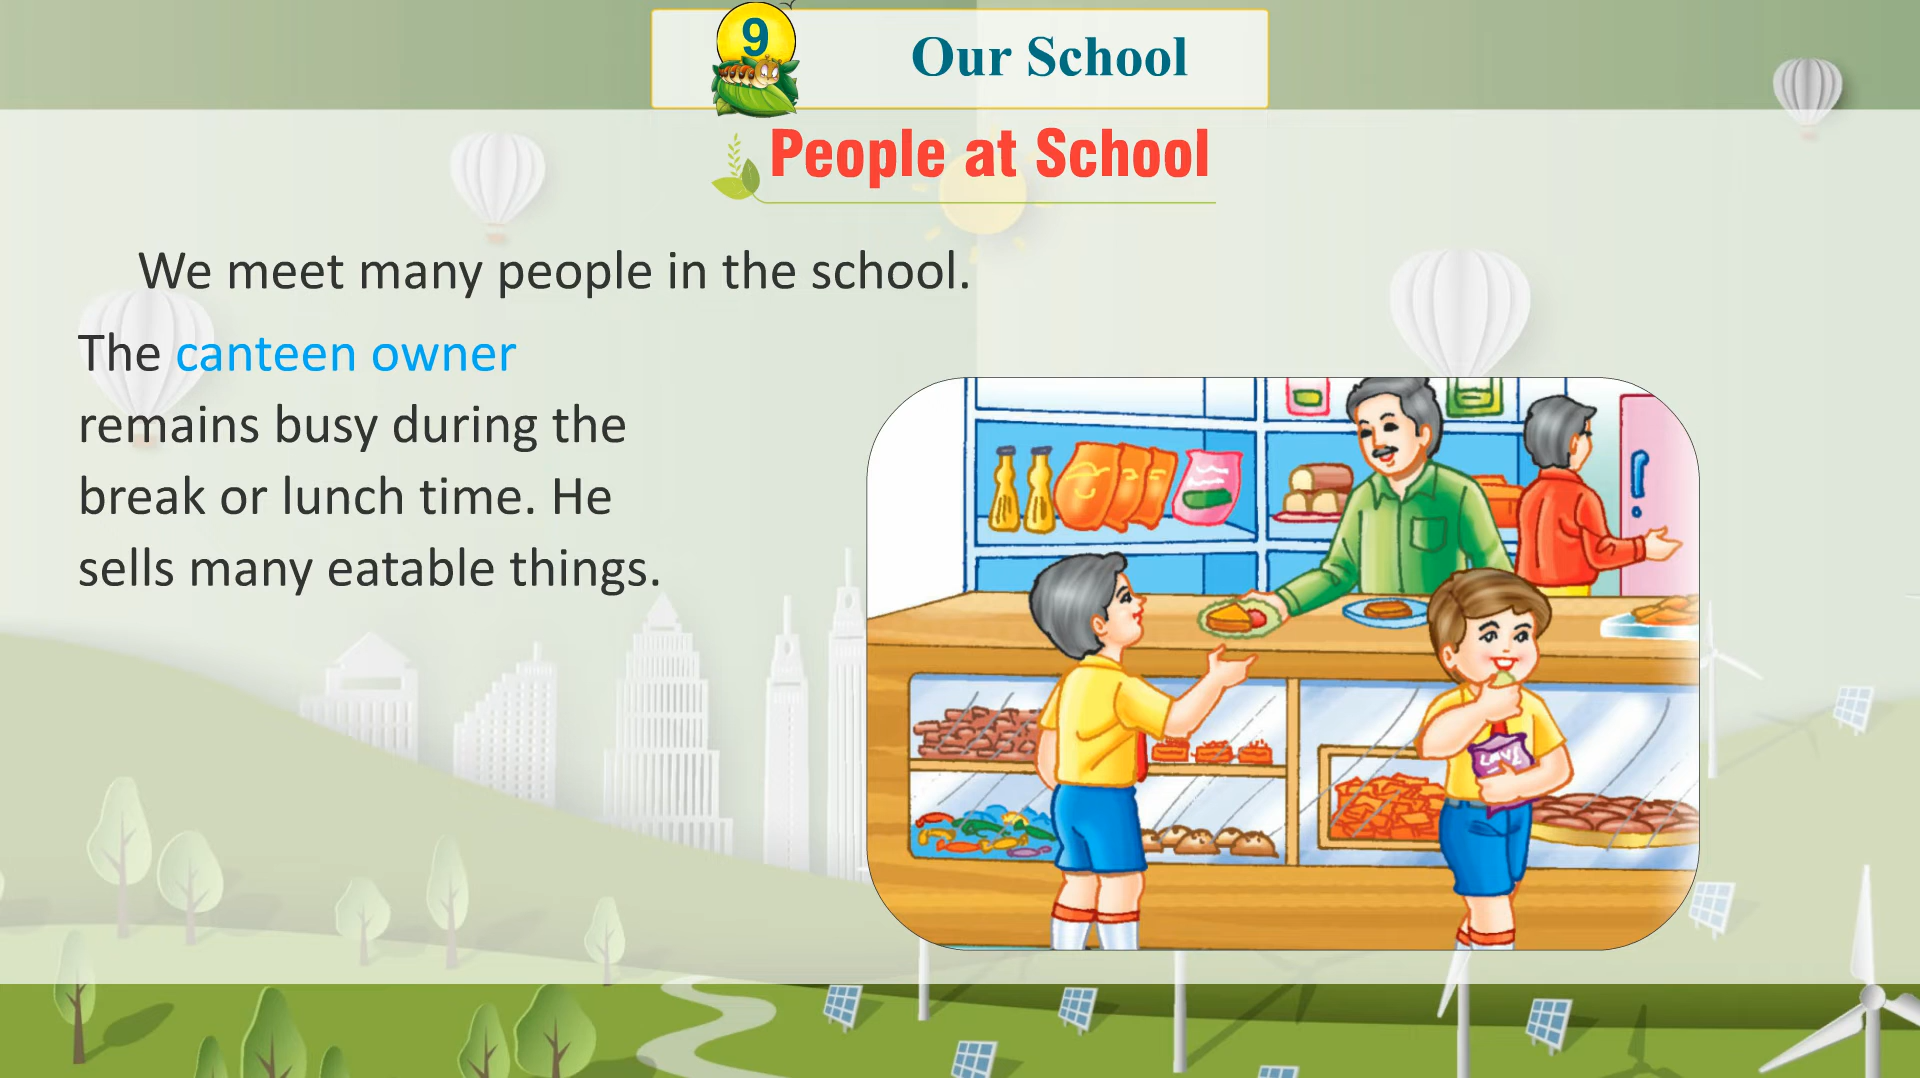 9
Our School
People at School
We meet many people in the school.
The canteen owner
remains busy during the
break or lunch time. He
sells many eatable things.
LAYS